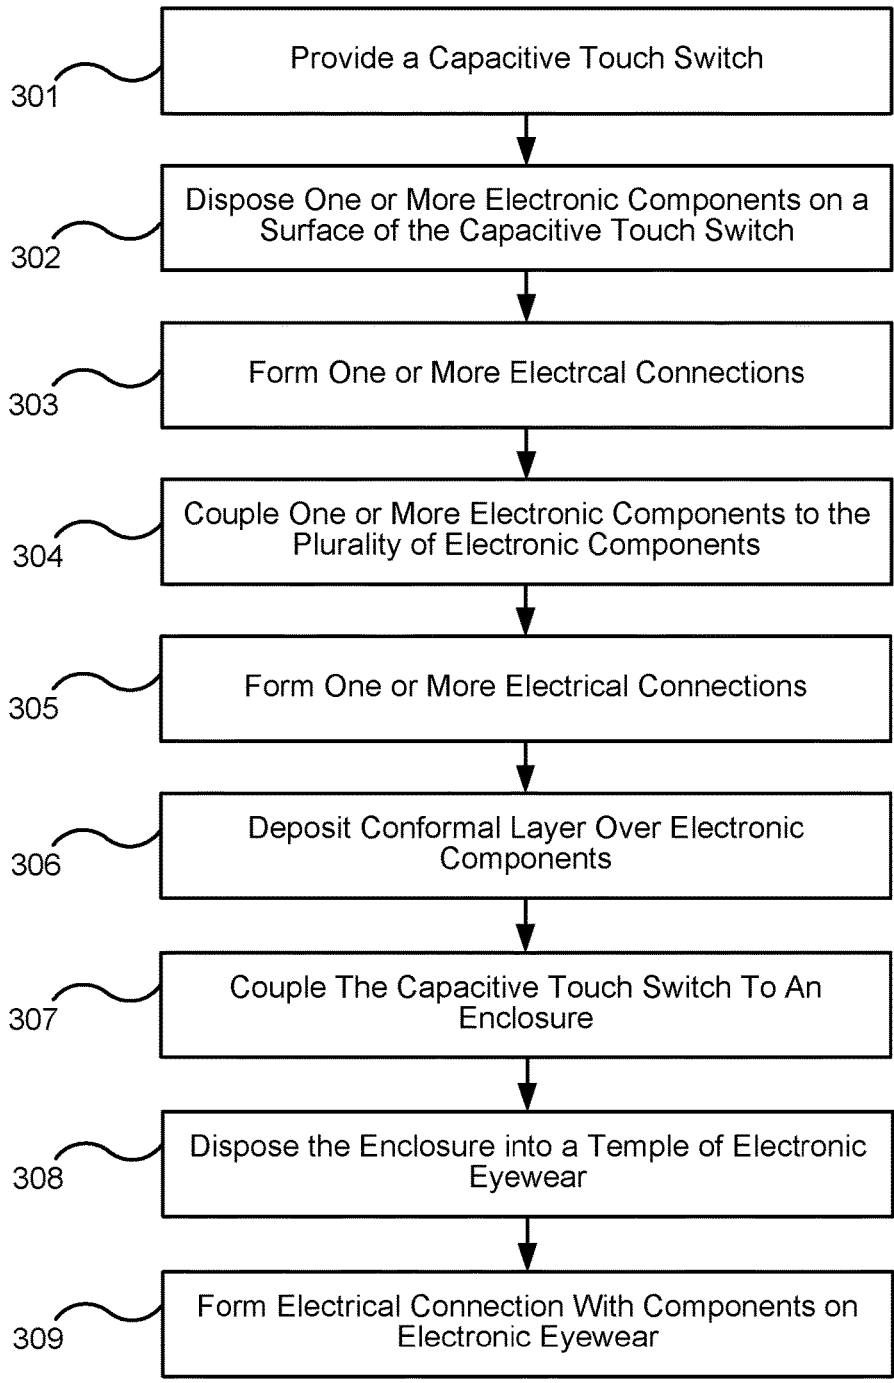 Provide a Capacitive Touch Switch
301
Dispose One or More Electronic Components on a
Surface of the Capacitive Touch Switch
302
Form One or More Electrcal Connections
303
Couple One or More Electronic Components to the
Plurality of Electronic Components
304
Form One or More Electrical Connections
305
Deposit Conformal Layer Over Electronic
Components
306
Couple The Capacitive Touch Switch To An
Enclosure
307
Dispose the Enclosure into a Temple of Electronic
Eyewear
308
Form Electrical Connection With Components on
Electronic Eyewear
309